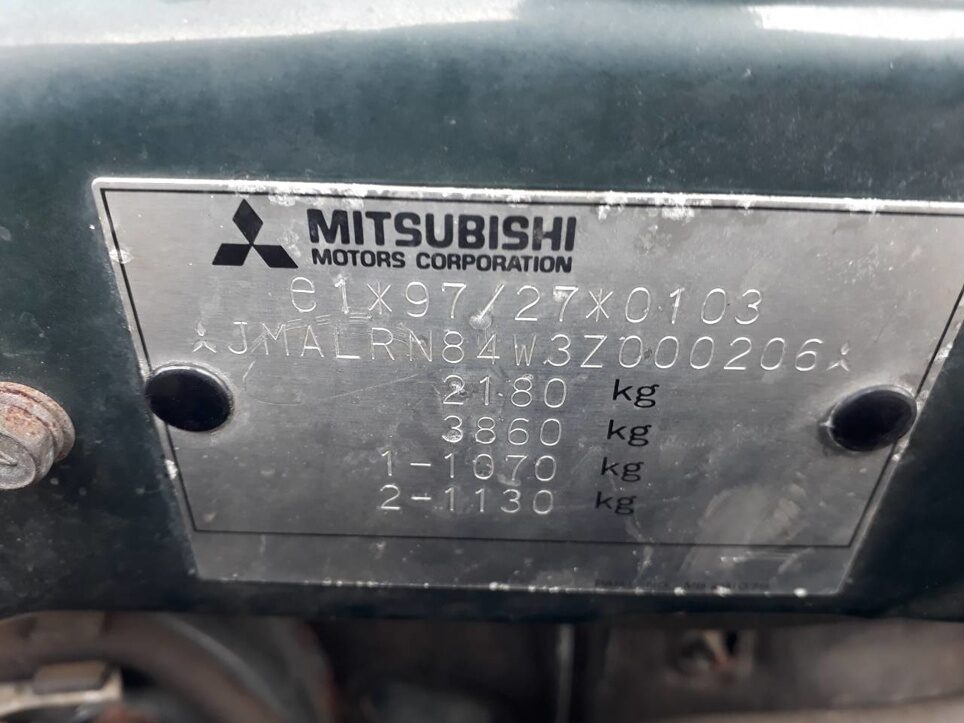 MITSUBISHI
MOTORS CORPORATION
e1*97/27*0103
JMALRN84W3Z000206
2180 kg
3860 kg
1-1070 kg
2-1130 kg